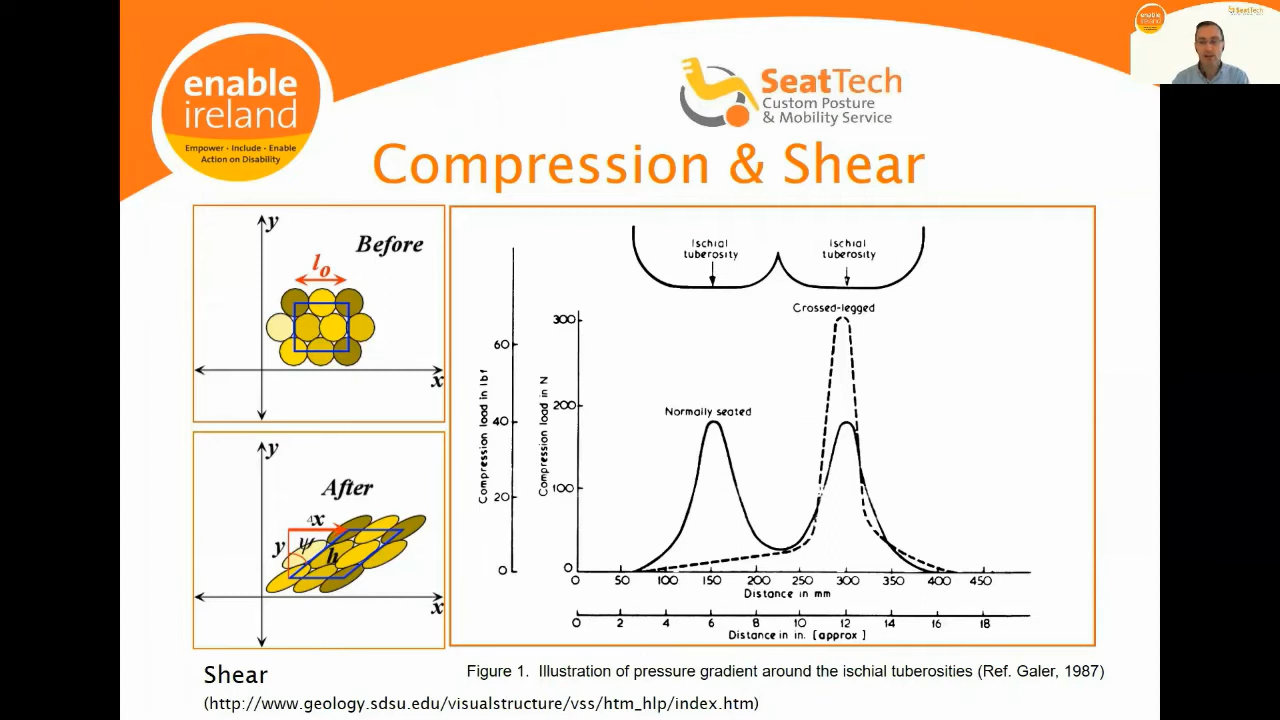 enable
ireland
Empower · Include · Enable
Action on Disability
SeatTech
Custom Posture
& Mobility Service
enable
ireland
SeatTech
Compression & Shear
y
Before
l₀
x
y
After
Δx
y
ψ
h
x
Ischial
tuberosity
Ischial
tuberosity
Crossed-legged
Normally seated
Compression load in lbf
60
40
20
0
Compression load in N
300
200
100
0
0 50 100 150 200 250 300 350 400 450
Distance in mm
0 2 4 6 8 10 12 14 16 18
Distance in in. [approx]
Shear
Figure 1. Illustration of pressure gradient around the ischial tuberosities (Ref. Galer, 1987)
(http://www.geology.sdsu.edu/visualstructure/vss/htm_hlp/index.htm)